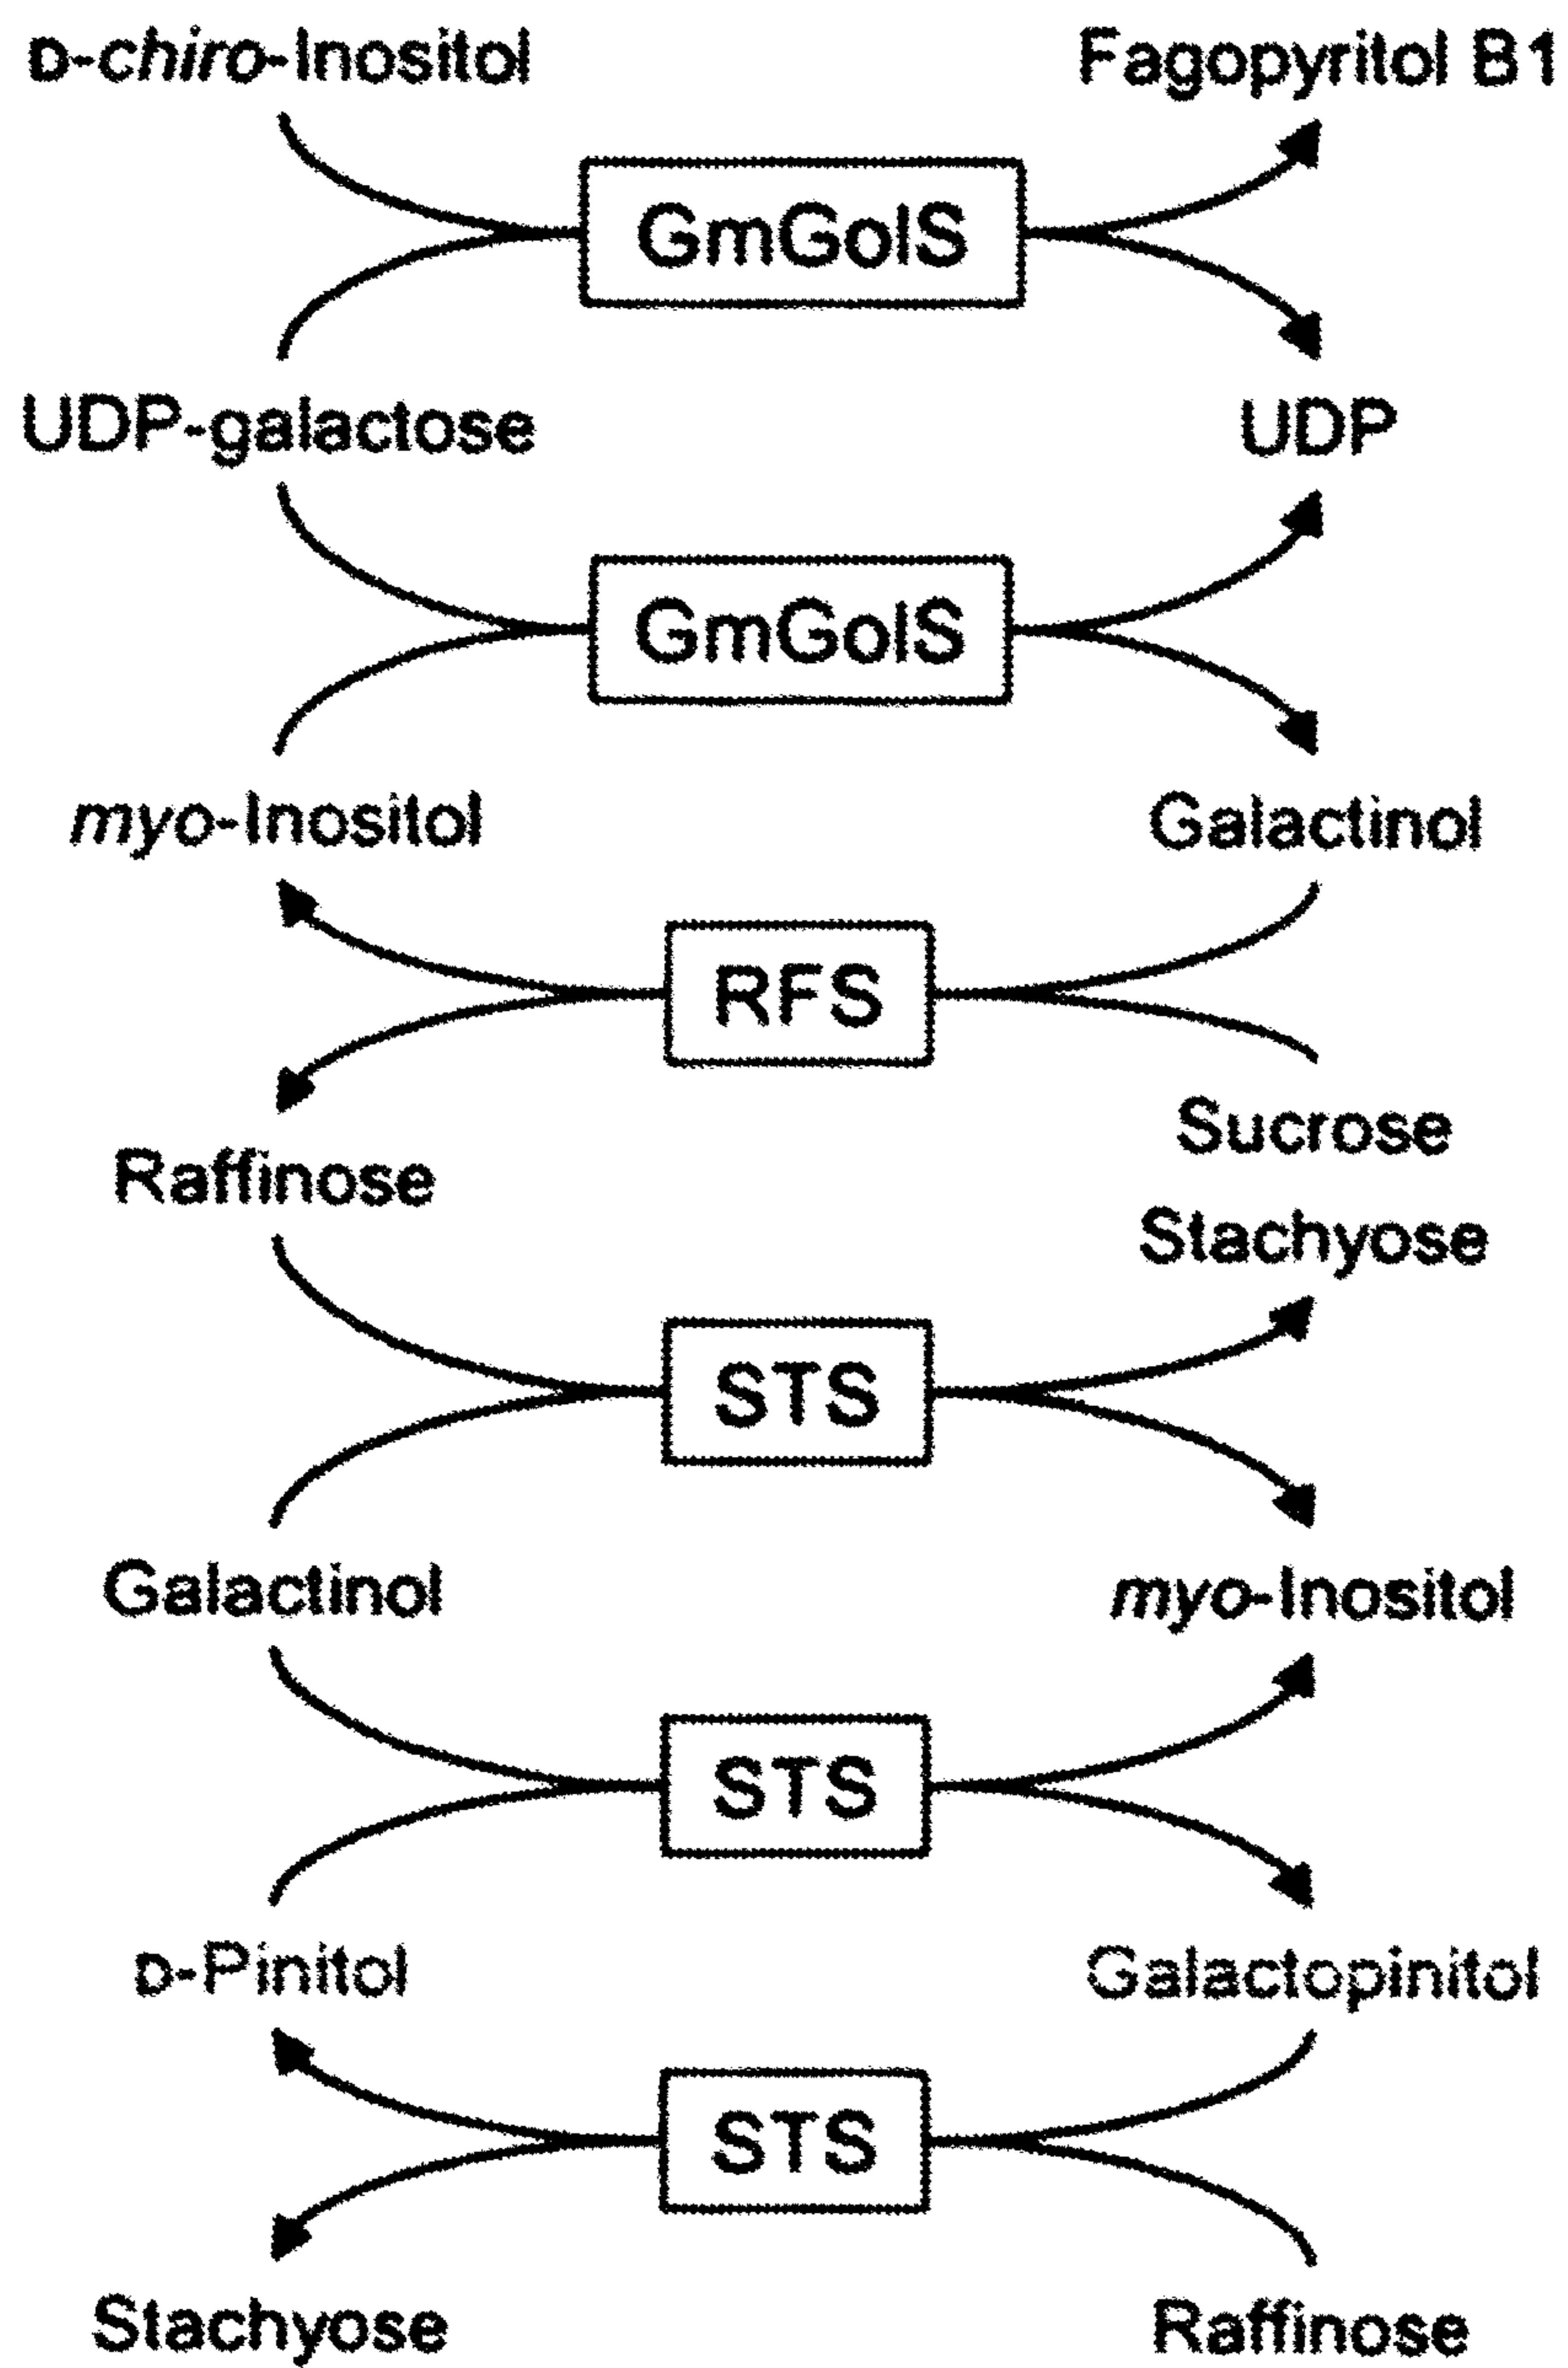 D-chiro-Inositol
Fagopyritol B1
GmGolS
UDP-galactose
UDP
GmGolS
myo-Inositol
Galactinol
RFS
Sucrose
Raffinose
Stachyose
STS
Galactinol
myo-Inositol
STS
D-Pinitol
Galactopinitol
STS
Stachyose
Raffinose